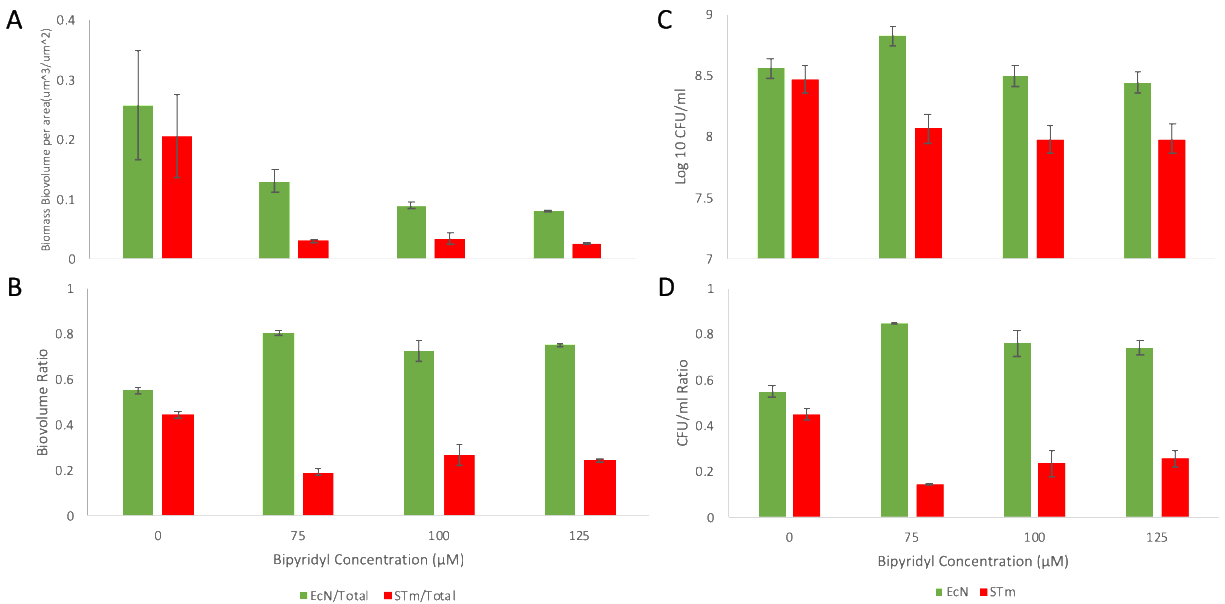 A
Biomass Biovolume per area(um^3/um^2)
0.4
0.3
0.2
0.1
0
B
Biovolume Ratio
1
0.8
0.6
0.4
0.2
0
0 75 100 125
Bipyridyl Concentration (µM)
EcN/Total STm/Total
C
Log 10 CFU/ml
9
8.5
8
7.5
7
D
CFU/ml Ratio
1
0.8
0.6
0.4
0.2
0
0 75 100 125
Bipyridyl Concentration (µM)
EcN STm